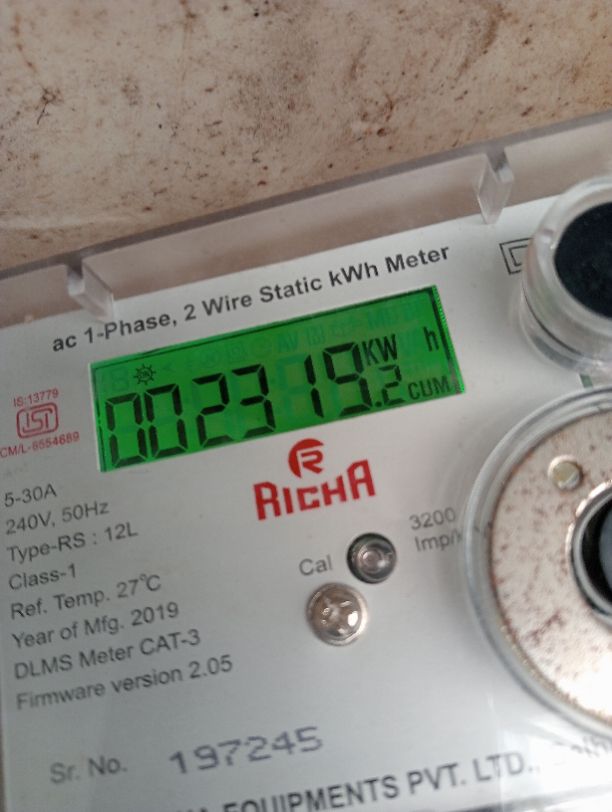 ac 1-Phase, 2 Wire Static kWh Meter
IS:13779
ISI
CM/L-6554689
KW h
002319.2 CUM
R
RICHA
5-30A
240V, 50Hz
Type-RS : 12L
Class-1
Ref. Temp. 27°C
Year of Mfg. 2019
DLMS Meter CAT-3
Firmware version 2.05
3200
Cal
Sr. No. 197245
EQUIPMENTS PVT. LTD.,